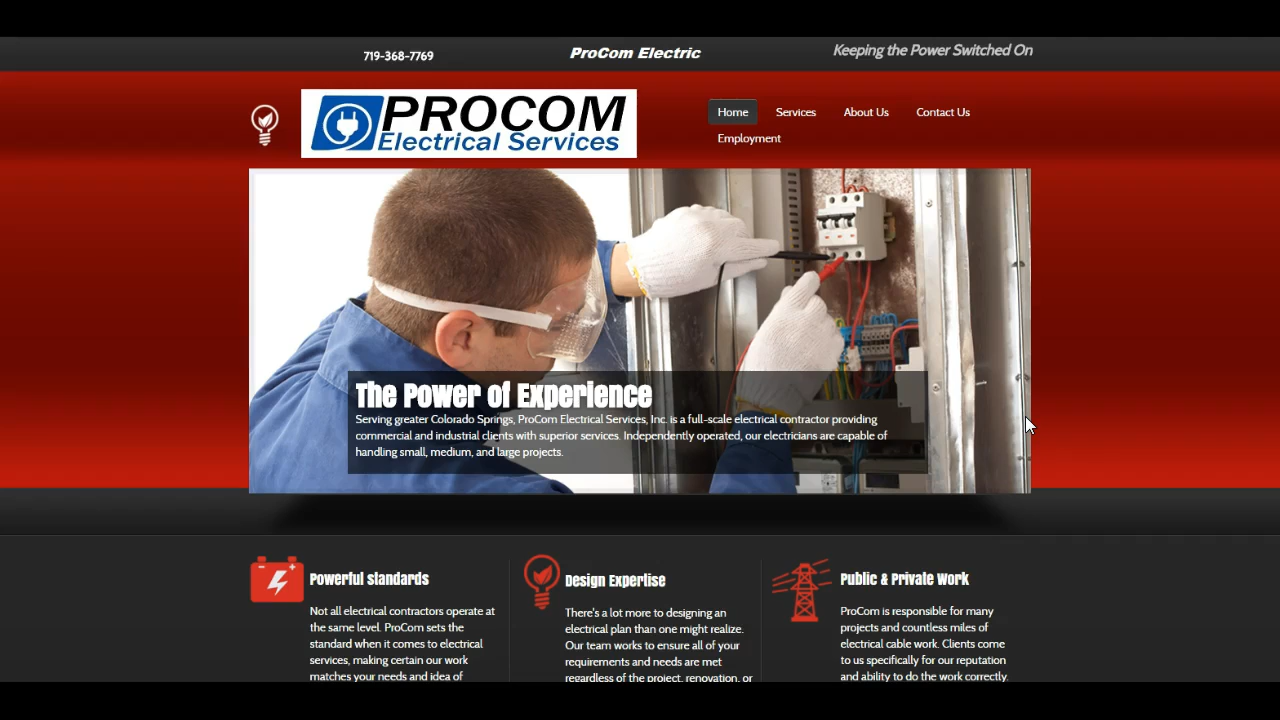 719-368-7769
ProCom Electric
Keeping the Power Switched On
PROCOM
Electrical Services
Home
Services
About Us
Contact Us
Employment
The Power of Experience
Serving greater Colorado Springs, ProCom Electrical Services, Inc. is a full-scale electrical contractor providing
commercial and industrial clients with superior services. Independently operated, our electricians are capable of
handling small, medium, and large projects.
Powerful standards
Not all electrical contractors operate at
the same level. ProCom sets the
standard when it comes to electrical
services, making certain our work
matches your needs and idea of
Design Expertise
There's a lot more to designing an
electrical plan than one might realize.
Our team works to ensure all of your
requirements and needs are met
regardless of the project, renovation, or
Public & Private Work
ProCom is responsible for many
projects and countless miles of
electrical cable work. Clients come
to us specifically for our reputation
and ability to do the work correctly.